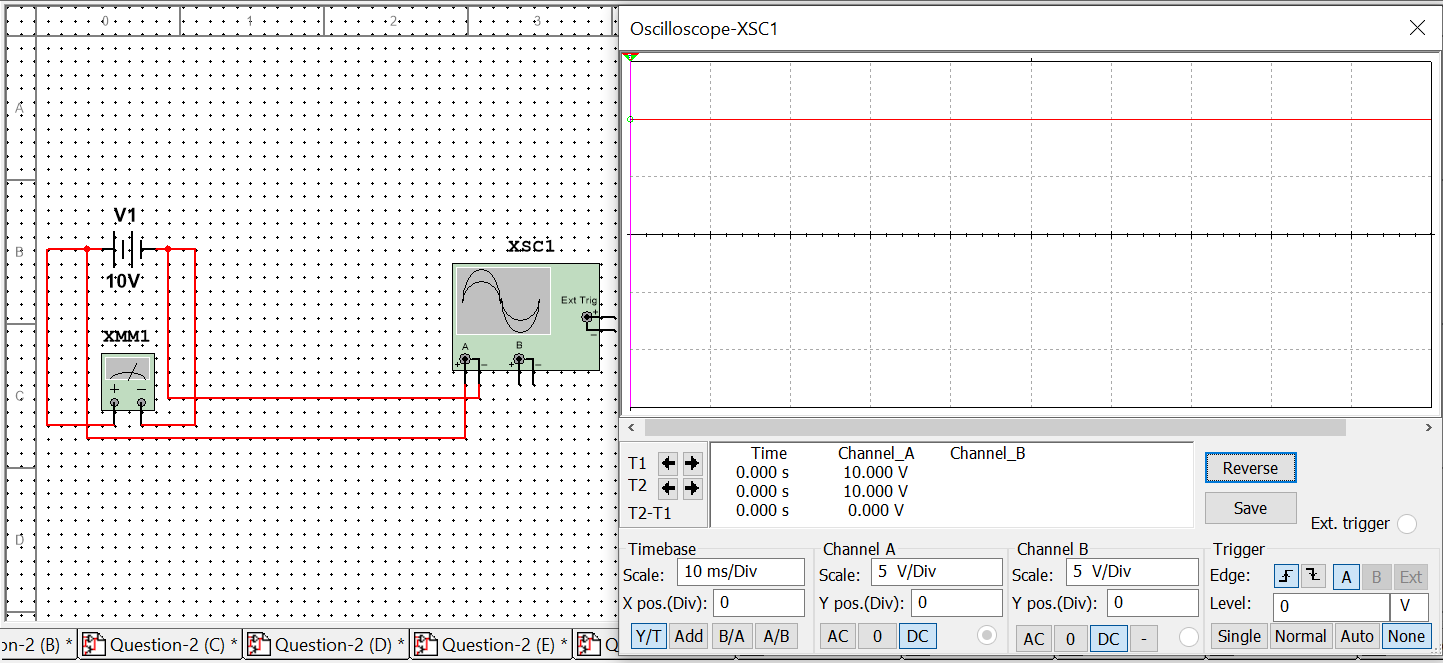 0 1 2 3
Oscilloscope-XSC1
A
V1
B
XSC1
10V
Ext Trig
+
XMM1
−
A B
+ − + −
+ −
C
D
Time Channel_A Channel_B
T1 0.000 s 10.000 V
T2 0.000 s 10.000 V
T2-T1 0.000 s 0.000 V
Reverse
Save
Ext. trigger
Timebase Channel A Channel B Trigger
Scale: 10 ms/Div Scale: 5 V/Div Scale: 5 V/Div Edge: A B Ext
X pos.(Div): 0 Y pos.(Div): 0 Y pos.(Div): 0 Level: 0 V
Y/T Add B/A A/B AC 0 DC AC 0 DC - Single Normal Auto None
on-2 (B) * Question-2 (C) * Question-2 (D) * Question-2 (E) * Q